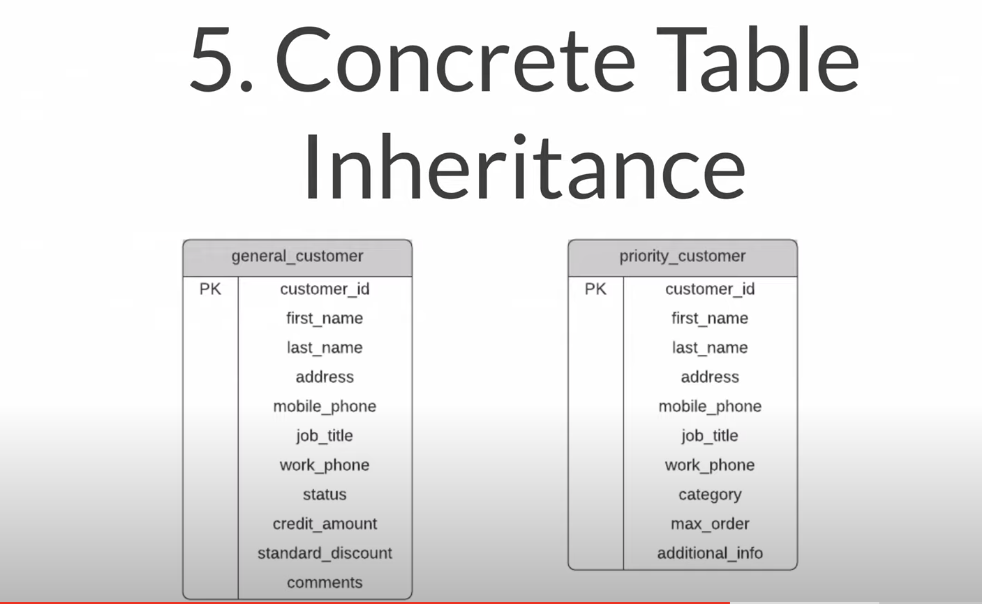 5. Concrete Table
Inheritance
general_customer
PK customer_id
first_name
last_name
address
mobile_phone
job_title
work_phone
status
credit_amount
standard_discount
comments
priority_customer
PK customer_id
first_name
last_name
address
mobile_phone
job_title
work_phone
category
max_order
additional_info